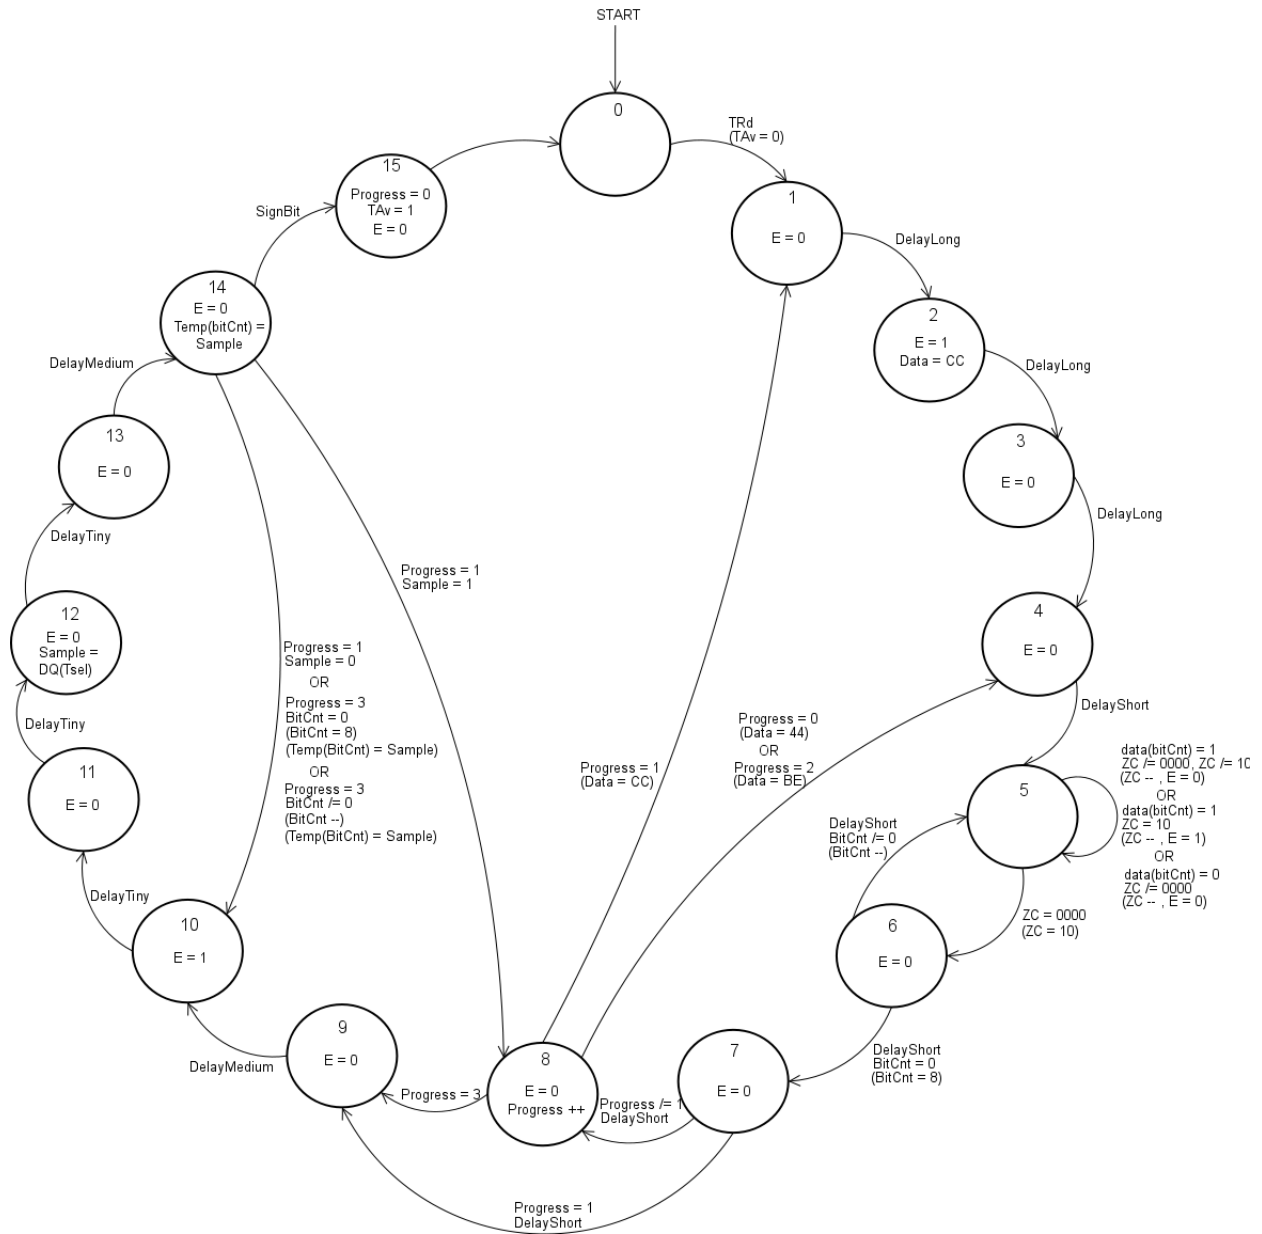 START
0
TRd
(TAv = 0)
15
Progress = 0
TAv = 1
E = 0
1
E = 0
SignBit
DelayLong
14
E = 0
Temp(bitCnt) =
Sample
2
E = 1
Data = CC
DelayMedium
DelayLong
13
E = 0
3
E = 0
DelayLong
DelayTiny
Progress = 1
Sample = 1
12
E = 0
Sample =
DQ(Tsel)
4
E = 0
Progress = 1
Sample = 0
OR
Progress = 3
BitCnt = 0
(BitCnt = 8)
(Temp(BitCnt) = Sample)
OR
Progress = 3
BitCnt /= 0
(BitCnt --)
(Temp(BitCnt) = Sample)
DelayTiny
Progress = 0
(Data = 44)
OR
Progress = 2
(Data = BE)
DelayShort
Progress = 1
(Data = CC)
11
E = 0
data(bitCnt) = 1
ZC /= 0000, ZC /= 10
(ZC -- , E = 0)
OR
data(bitCnt) = 1
ZC = 10
(ZC -- , E = 1)
OR
data(bitCnt) = 0
ZC /= 0000
(ZC -- , E = 0)
5
DelayShort
BitCnt /= 0
(BitCnt --)
DelayTiny
10
E = 1
6
E = 0
ZC = 0000
(ZC = 10)
9
E = 0
DelayMedium
Progress = 3
8
E = 0
Progress ++
Progress /= 1
DelayShort
7
E = 0
DelayShort
BitCnt = 0
(BitCnt = 8)
Progress = 1
DelayShort